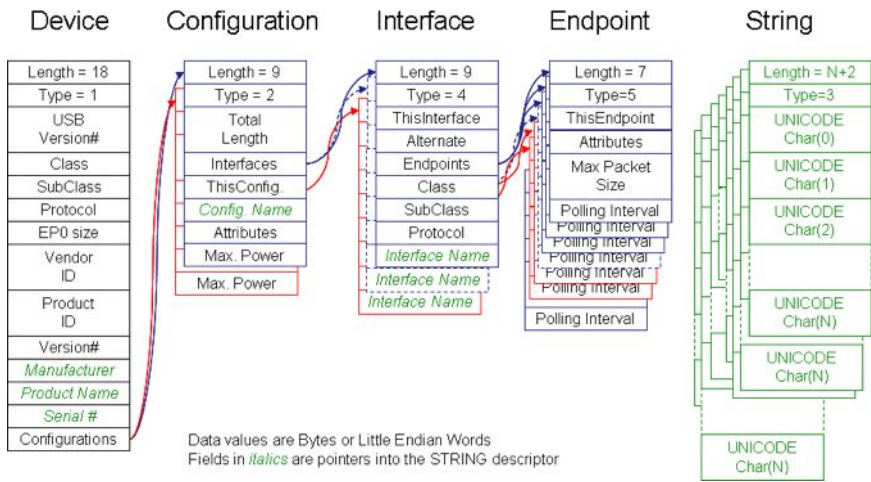 Device
Configuration
Interface
Endpoint
String
Length = 18
Type = 1
USB
Version#
Class
SubClass
Protocol
EP0 size
Vendor
ID
Product
ID
Version#
Manufacturer
Product Name
Serial #
Configurations
Length = 9
Type = 2
Total
Length
Interfaces
ThisConfig.
Config. Name
Attributes
Max. Power
Max. Power
Length = 9
Type = 4
ThisInterface
Alternate
Endpoints
Class
SubClass
Protocol
Interface Name
Interface Name
Interface Name
Length = 7
Type=5
ThisEndpoint
Attributes
Max Packet
Size
Polling Interval
Polling Interval
Polling Interval
Polling Interval
Polling Interval
Polling Interval
Polling Interval
Length = N+2
Type=3
UNICODE
Char(0)
UNICODE
Char(1)
UNICODE
Char(2)
UNICODE
Char(N)
UNICODE
Char(N)
UNICODE
Char(N)
Data values are Bytes or Little Endian Words
Fields in italics are pointers into the STRING descriptor